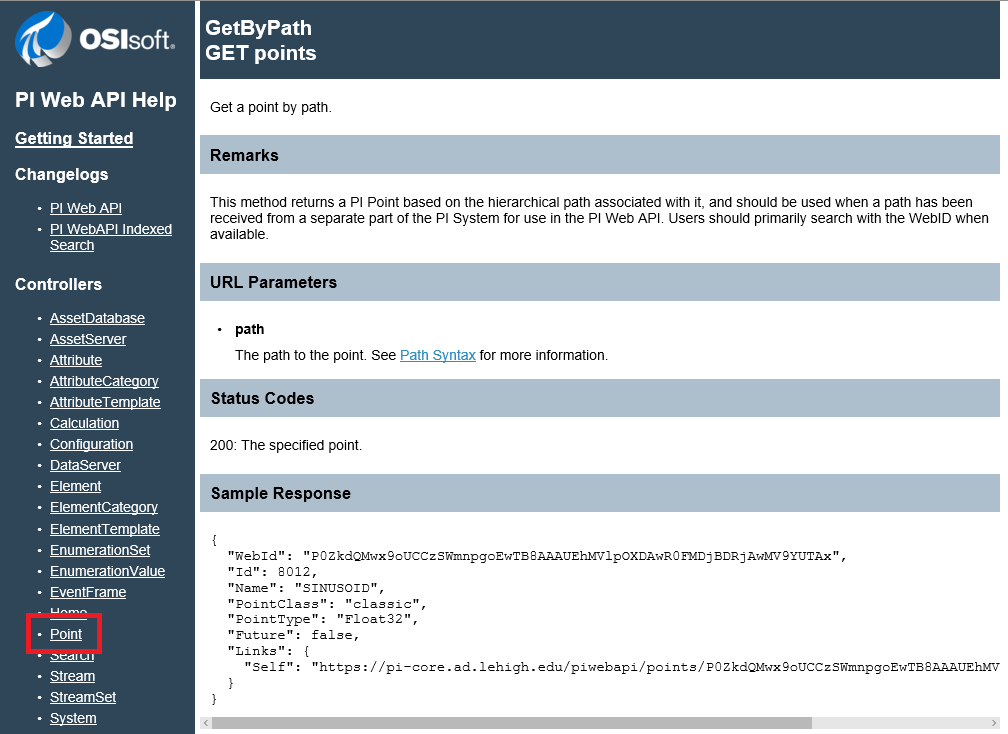 OSIsoft.
PI Web API Help
Getting Started
Changelogs
• PI Web API
• PI WebAPI Indexed
Search
Controllers
• AssetDatabase
• AssetServer
• Attribute
• AttributeCategory
• AttributeTemplate
• Calculation
• Configuration
• DataServer
• Element
• ElementCategory
• ElementTemplate
• EnumerationSet
• EnumerationValue
• EventFrame
• Home
• Point
• Search
• Stream
• StreamSet
• System
GetByPath
GET points
Get a point by path.
Remarks
This method returns a PI Point based on the hierarchical path associated with it, and should be used when a path has been
received from a separate part of the PI System for use in the PI Web API. Users should primarily search with the WebID when
available.
URL Parameters
• path
The path to the point. See Path Syntax for more information.
Status Codes
200: The specified point.
Sample Response
{
"WebId": "P0ZkdQMwx9oUCCzSWmnpgoEwTB8AAAUEhMVlpOXDAwR0FMDjBDRjAwMV9YUTAx",
"Id": 8012,
"Name": "SINUSOID",
"PointClass": "classic",
"PointType": "Float32",
"Future": false,
"Links": {
"Self": "https://pi-core.ad.lehigh.edu/piwebapi/points/P0ZkdQMwx9oUCCzSWmnpgoEwTB8AAAUEhMV
}
}